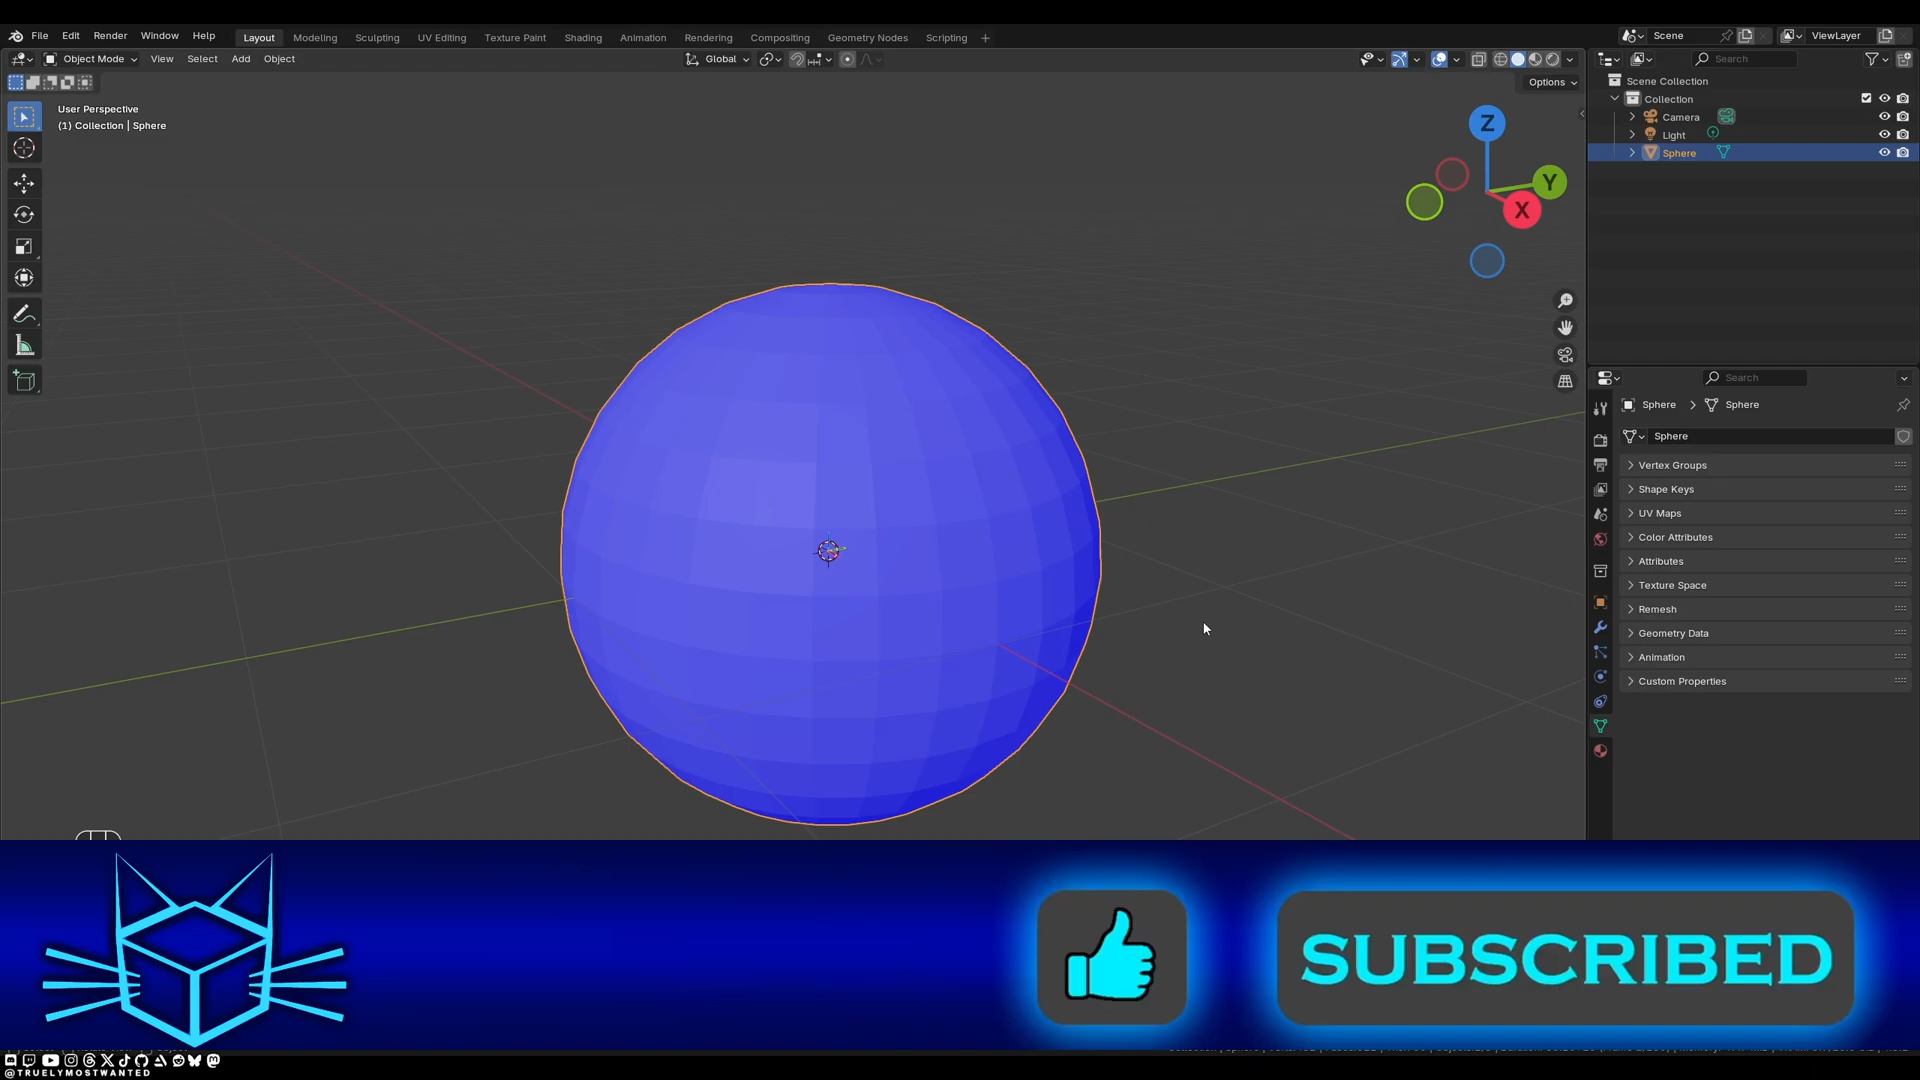 File Edit Render Window Help Layout Modeling Sculpting UV Editing Texture Paint Shading Animation Rendering Compositing Geometry Nodes Scripting + Scene ViewLayer
Object Mode View Select Add Object Global Search
Options
User Perspective
(1) Collection | Sphere
Z
Y
X
Scene Collection
Collection
Camera
Light
Sphere
Search
Sphere > Sphere
Sphere
Vertex Groups
Shape Keys
UV Maps
Color Attributes
Attributes
Texture Space
Remesh
Geometry Data
Animation
Custom Properties
SUBSCRIBED
@TRUELYMOSTWANTED